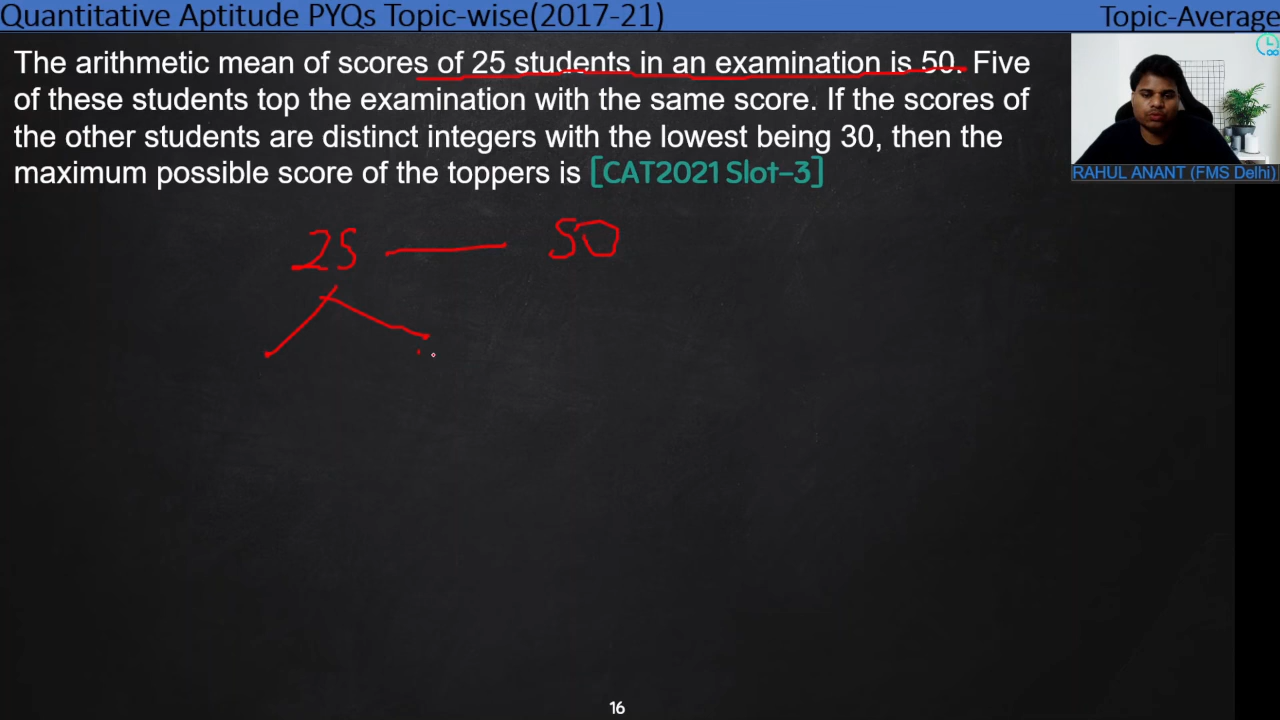 Quantitative Aptitude PYQs Topic-wise(2017-21)
Topic-Average
The arithmetic mean of scores of 25 students in an examination is 50. Five
of these students top the examination with the same score. If the scores of
the other students are distinct integers with the lowest being 30, then the
maximum possible score of the toppers is [CAT2021 Slot-3]
RAHUL ANANT (FMS Delhi)
25 — 50
16